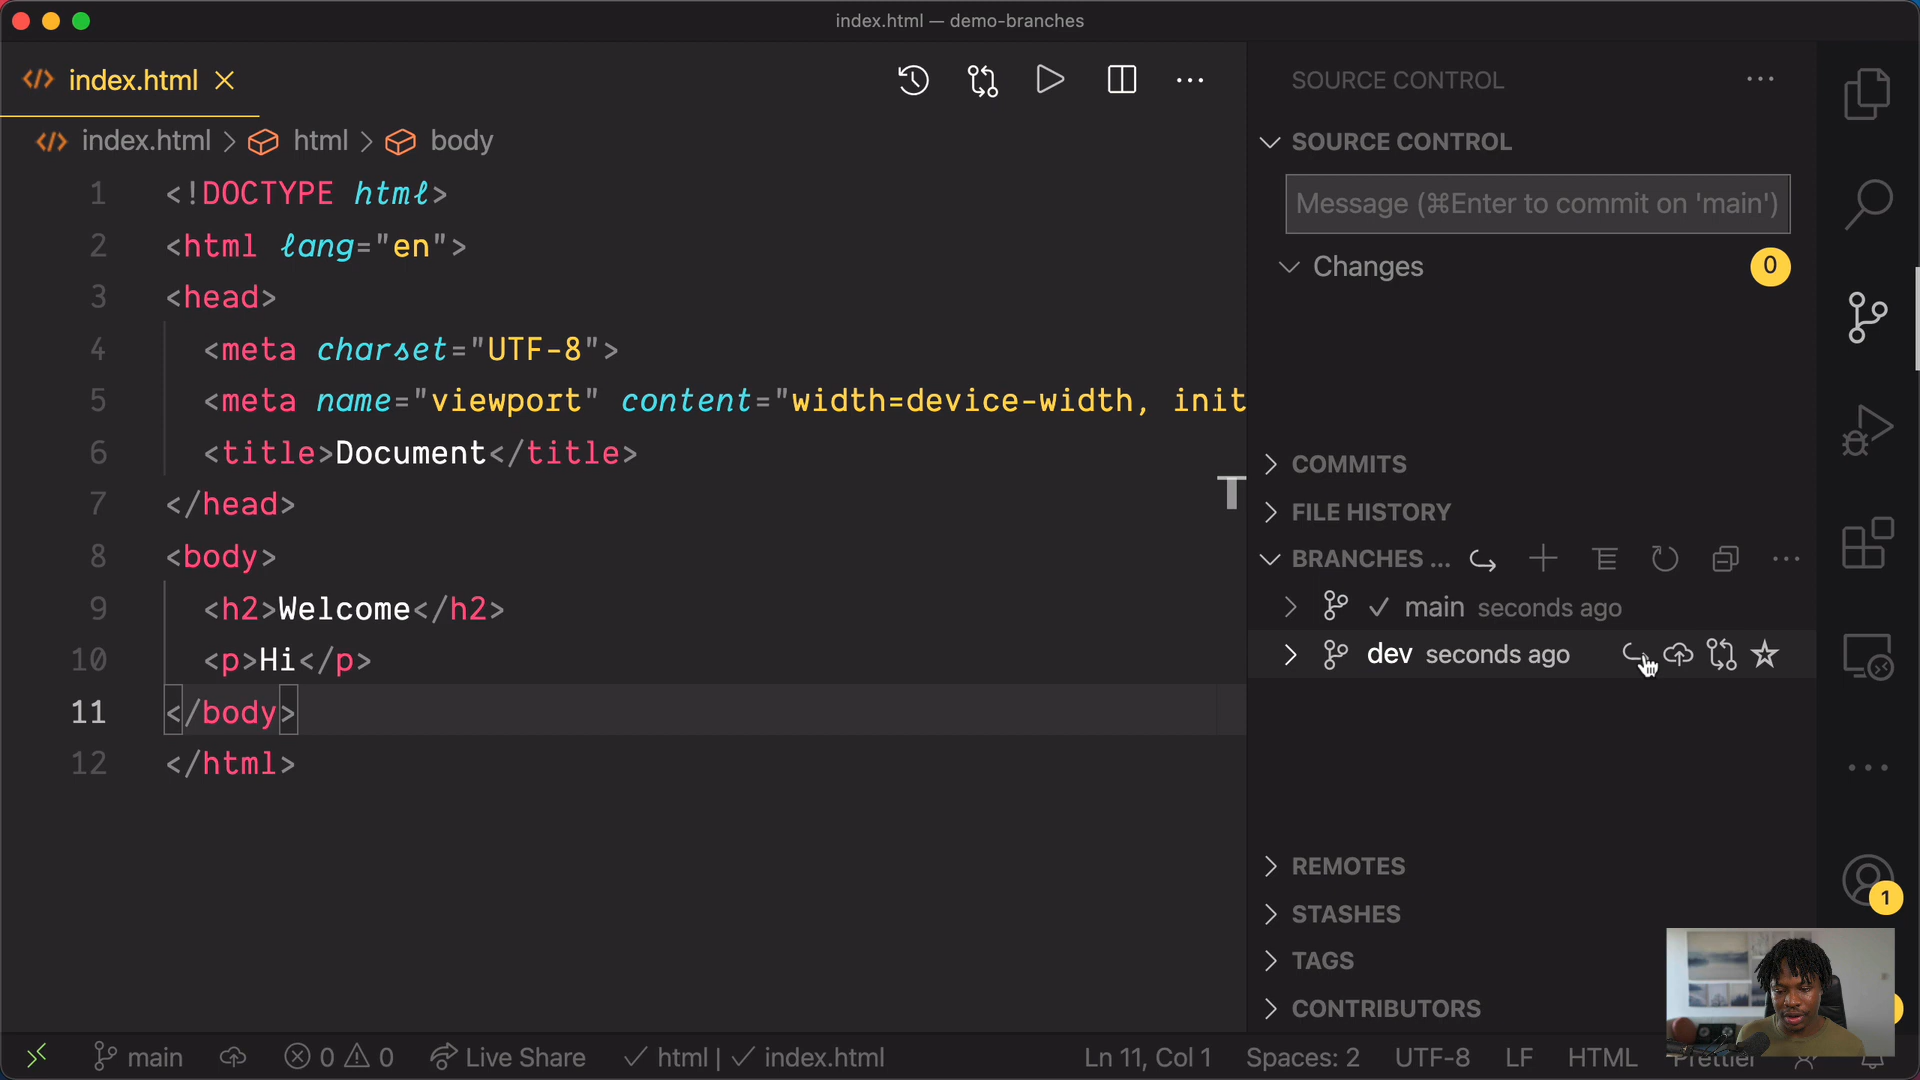 index.html — demo-branches
index.html
SOURCE CONTROL
index.html > html > body
SOURCE CONTROL
1 <!DOCTYPE html>
Message (⌘Enter to commit on 'main')
2 <html lang="en">
Changes 0
3 <head>
4 <meta charset="UTF-8">
5 <meta name="viewport" content="width=device-width, init
6 <title>Document</title>
COMMITS
7 </head>
FILE HISTORY
8 <body>
BRANCHES ...
9 <h2>Welcome</h2>
main seconds ago
10 <p>Hi</p>
dev seconds ago
11 </body>
12 </html>
REMOTES
1
STASHES
TAGS
CONTRIBUTORS
main 0 0 Live Share html | index.html Ln 11, Col 1 Spaces: 2 UTF-8 LF HTML Prettier